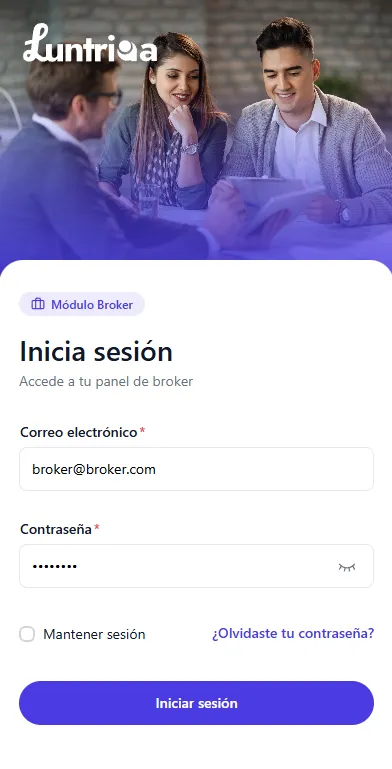 Luntriqa
Módulo Broker
Inicia sesión
Accede a tu panel de broker
Correo electrónico*
broker@broker.com
Contraseña*
••••••••
Mantener sesión
¿Olvidaste tu contraseña?
Iniciar sesión